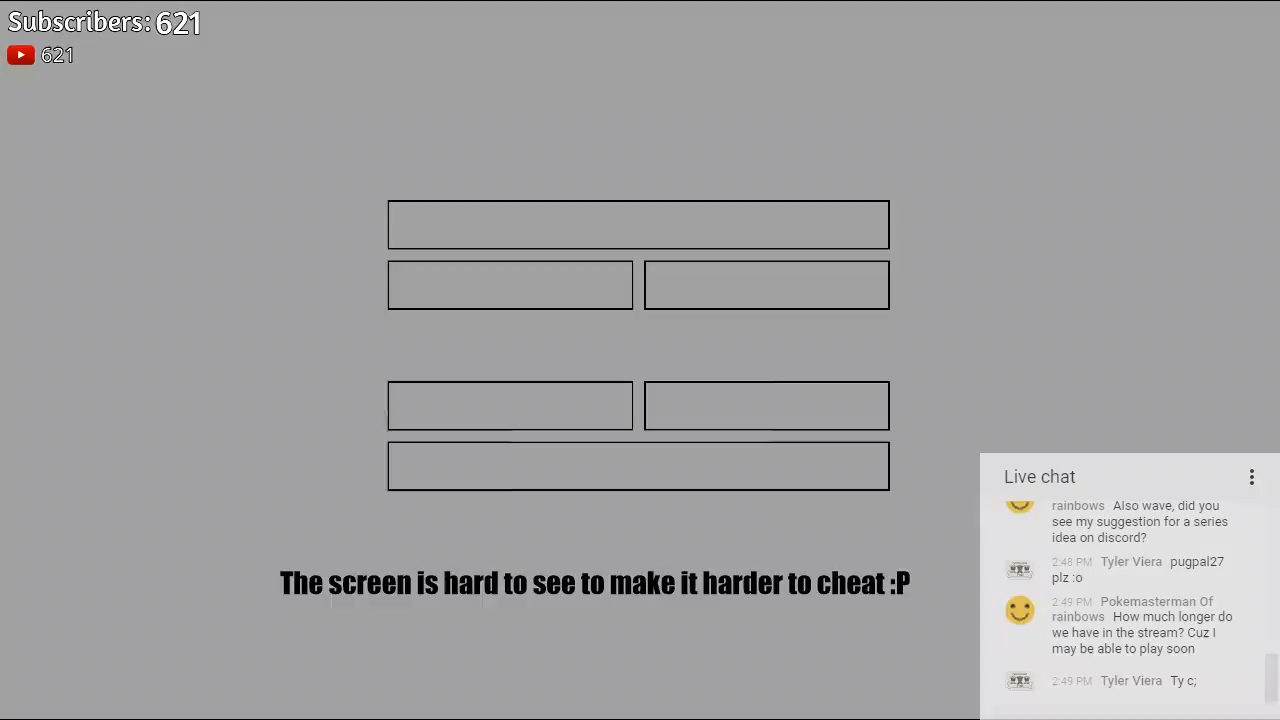 Subscribers: 621
621
The screen is hard to see to make it harder to cheat :P
Live chat
rainbows Also wave, did you
see my suggestion for a series
idea on discord?
2:48 PM Tyler Viera pugpal27
plz :o
2:49 PM Pokemasterman Of
rainbows How much longer do
we have in the stream? Cuz I
may be able to play soon
2:49 PM Tyler Viera Ty c;